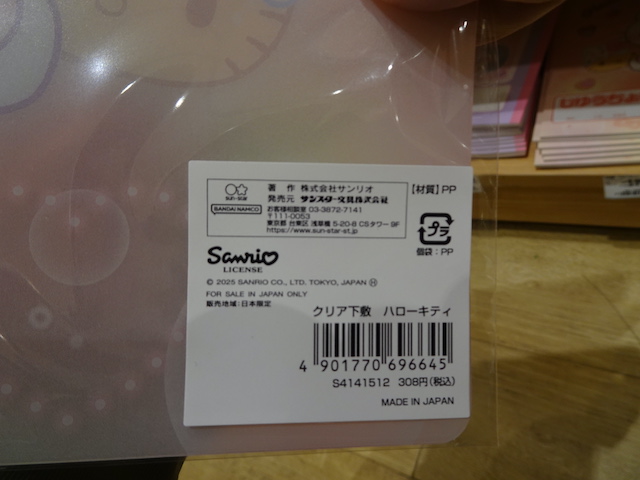 sun-star
BANDAI NAMCO
著 作 株式会社サンリオ
発売元 サンスター文具株式会社
お客様相談室 03-3872-7141
〒111-0053
東京都 台東区 浅草橋 5-20-8 CSタワー 9F
https://www.sun-star-st.jp
【材質】PP
プラ
個袋：PP
Sanrio
LICENSE
© 2025 SANRIO CO., LTD. TOKYO, JAPAN Ⓗ
FOR SALE IN JAPAN ONLY
販売地域：日本限定
クリア下敷 ハローキティ
4 901770 696645
S4141512 308円(税込)
MADE IN JAPAN